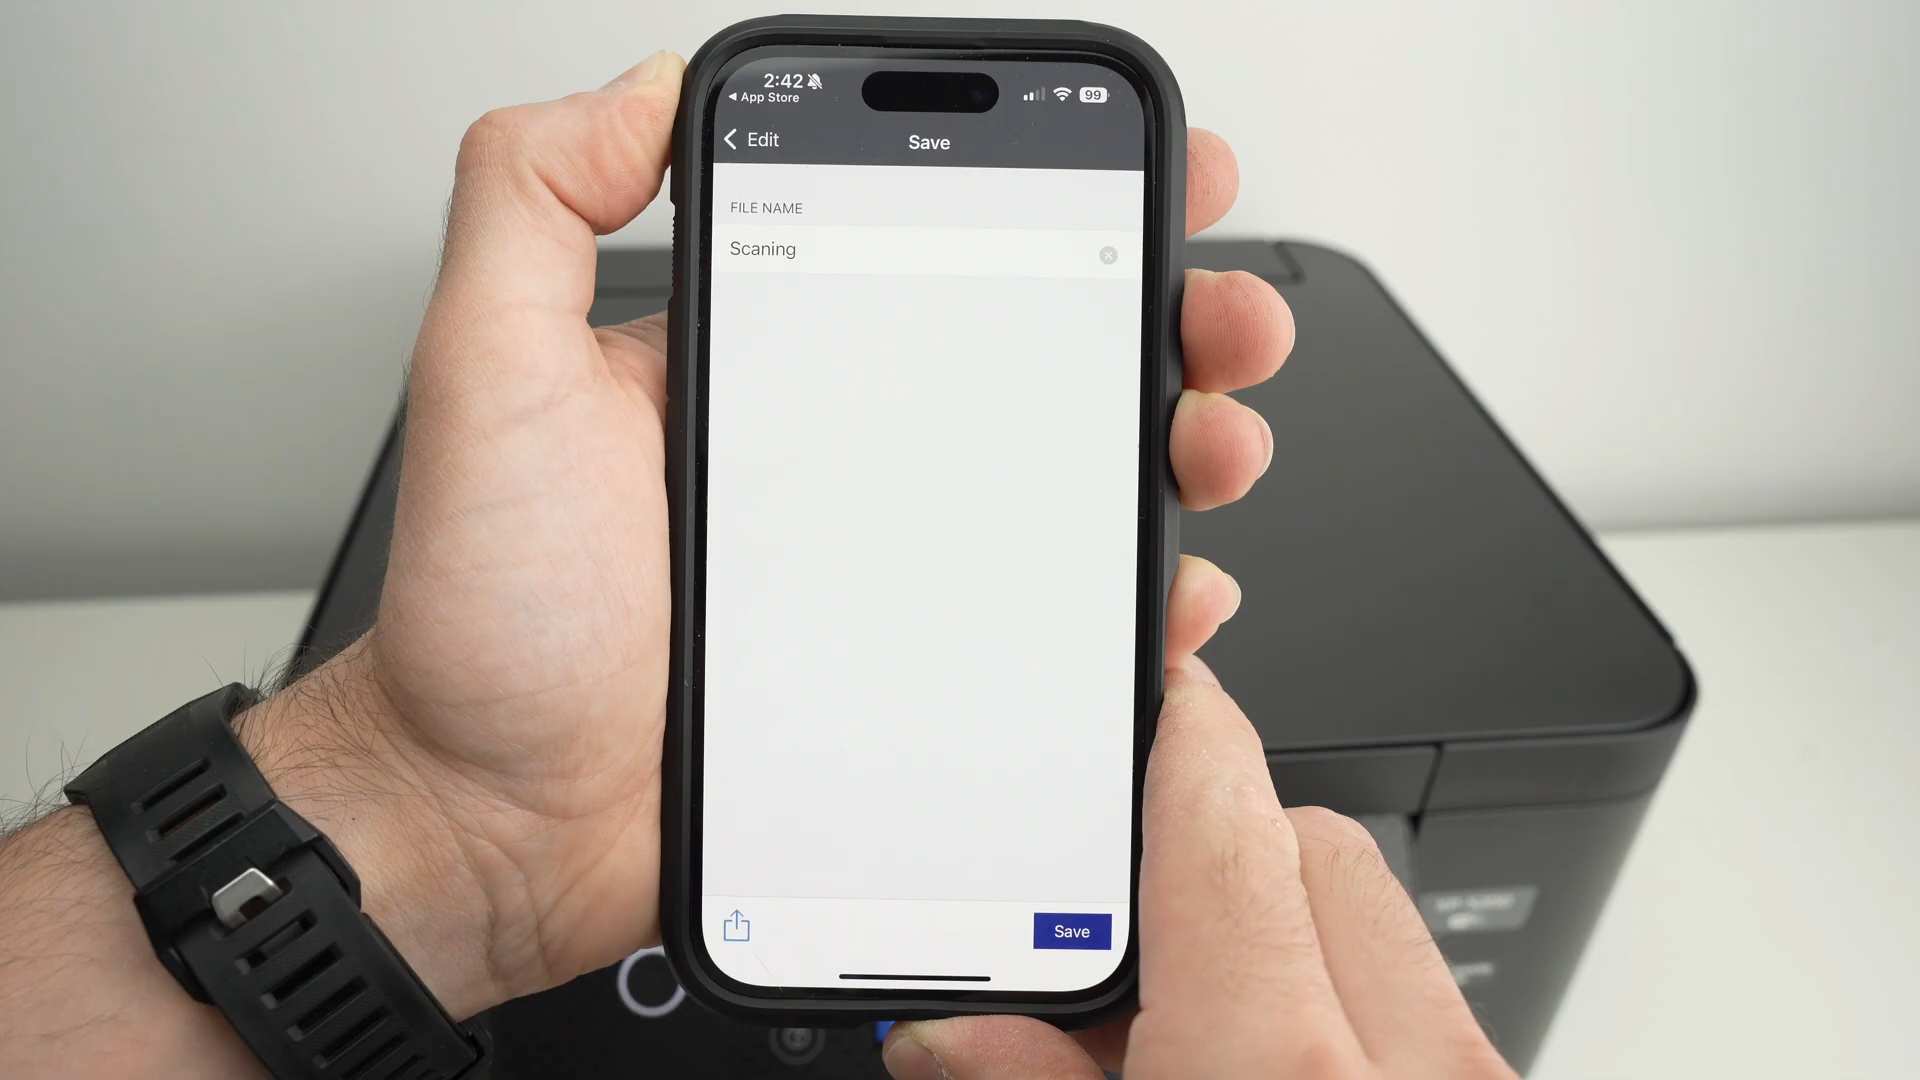 2:42
App Store
99
Edit
Save
FILE NAME
Scaning
Save